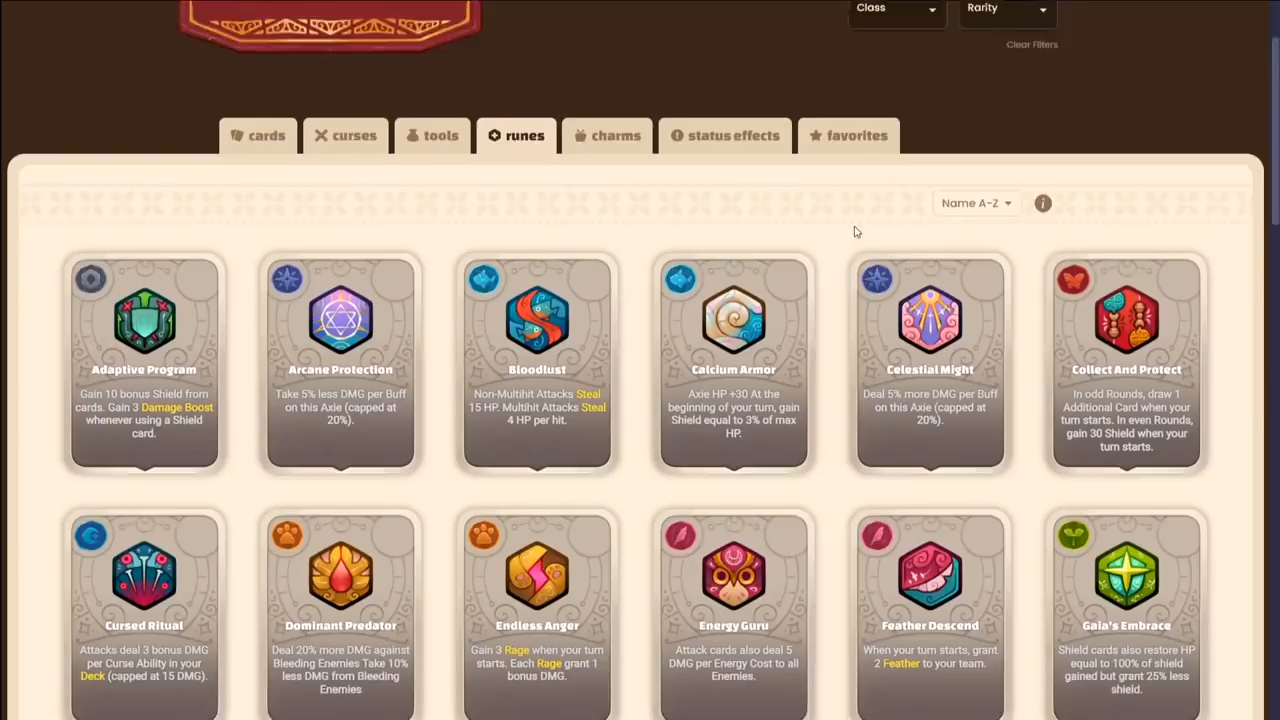 Class
Rarity
Clear Filters
cards
curses
tools
runes
charms
status effects
favorites
Name A-Z
Adaptive Program
Gain 10 bonus Shield from
cards. Gain 3 Damage Boost
whenever using a Shield
card.
Arcane Protection
Take 5% less DMG per Buff
on this Axie (capped at
20%).
Bloodlust
Non-Multihit Attacks Steal
15 HP. Multihit Attacks Steal
4 HP per hit.
Calcium Armor
Axie HP +30 At the
beginning of your turn, gain
Shield equal to 3% of max
HP.
Celestial Might
Deal 5% more DMG per Buff
on this Axie (capped at
20%).
Collect And Protect
In odd Rounds, draw 1
Additional Card when your
turn starts. In even Rounds,
gain 30 Shield when your
turn starts.
Cursed Ritual
Attacks deal 3 bonus DMG
per Curse Ability in your
Deck (capped at 15 DMG).
Dominant Predator
Deal 20% more DMG against
Bleeding Enemies Take 10%
less DMG from Bleeding
Enemies
Endless Anger
Gain 3 Rage when your turn
starts. Each Rage grant 1
bonus DMG.
Energy Guru
Attack cards also deal 5
DMG per Energy Cost to all
Enemies.
Feather Descend
When your turn starts, grant
2 Feather to your team.
Gaia's Embrace
Shield cards also restore HP
equal to 100% of shield
gained but grant 25% less
shield.